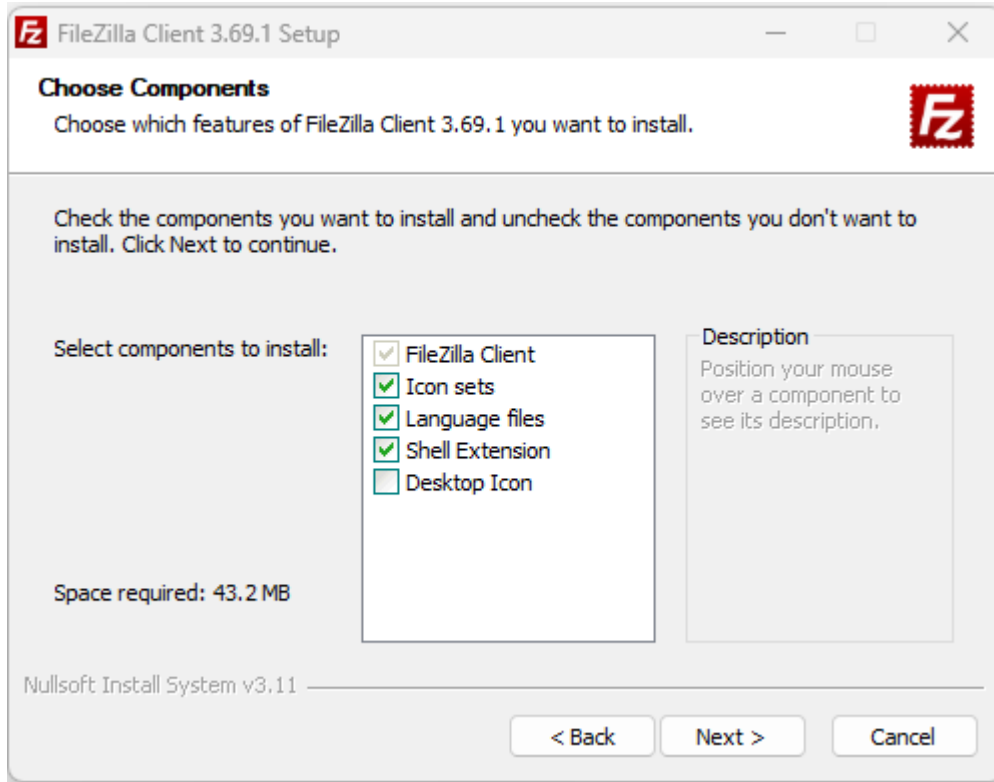 FileZilla Client 3.69.1 Setup
Choose Components
Choose which features of FileZilla Client 3.69.1 you want to install.
Fz
Check the components you want to install and uncheck the components you don't want to
install. Click Next to continue.
Select components to install:
FileZilla Client
Icon sets
Language files
Shell Extension
Desktop Icon
Description
Position your mouse
over a component to
see its description.
Space required: 43.2 MB
Nullsoft Install System v3.11
< Back
Next >
Cancel